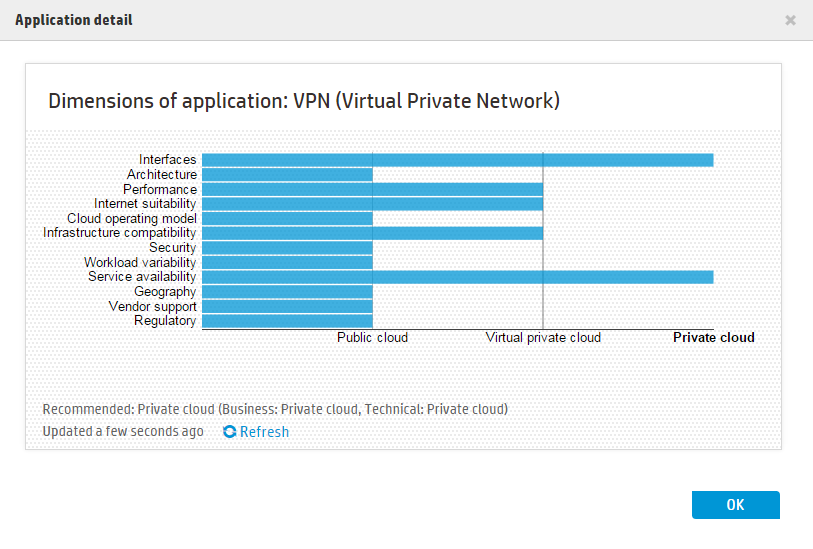 Application detail
Dimensions of application: VPN (Virtual Private Network)
Interfaces
Architecture
Performance
Internet suitability
Cloud operating model
Infrastructure compatibility
Security
Workload variability
Service availability
Geography
Vendor support
Regulatory
Public cloud Virtual private cloud Private cloud
Recommended: Private cloud (Business: Private cloud, Technical: Private cloud)
Updated a few seconds ago Refresh
OK